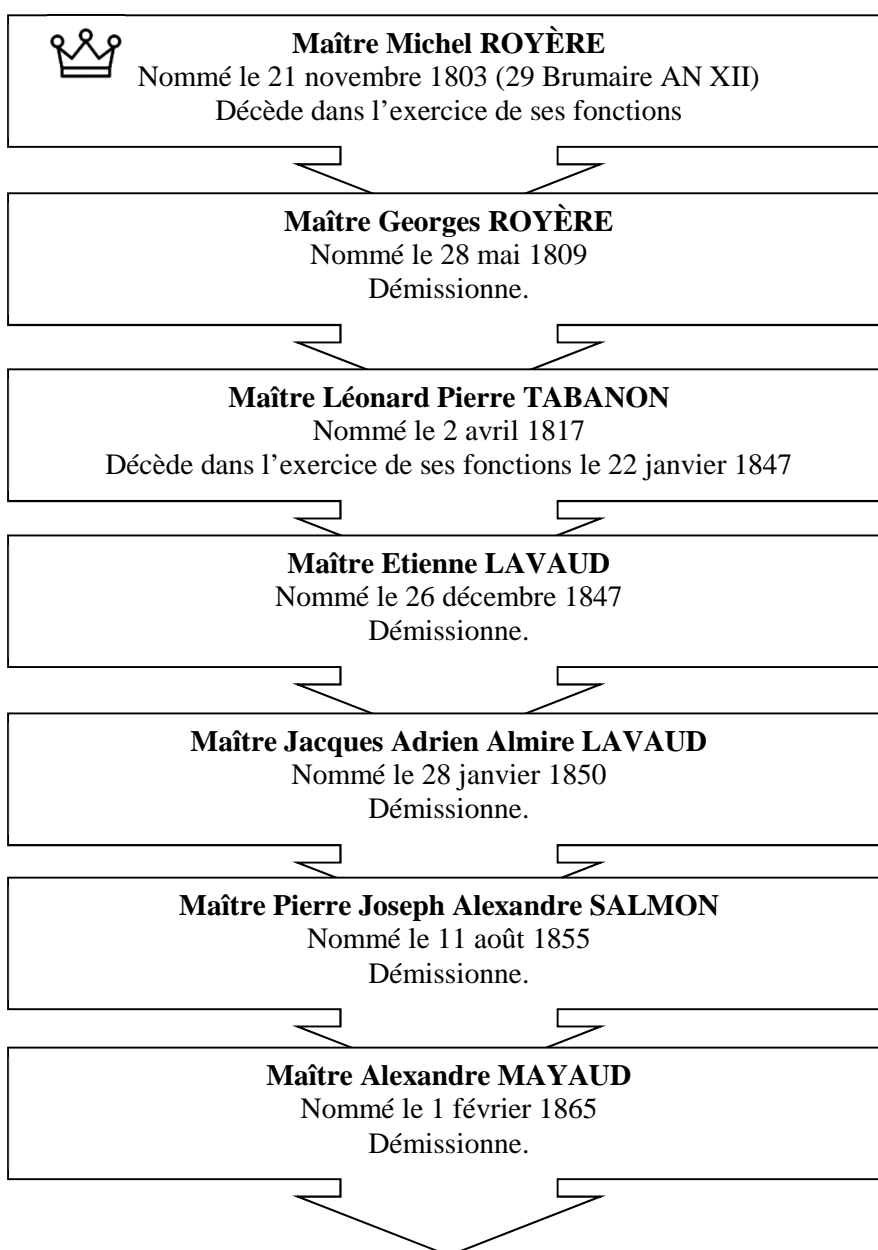 Maître Michel ROYÈRE
Nommé le 21 novembre 1803 (29 Brumaire AN XII)
Décède dans l’exercice de ses fonctions
Maître Georges ROYÈRE
Nommé le 28 mai 1809
Démissionne.
Maître Léonard Pierre TABANON
Nommé le 2 avril 1817
Décède dans l’exercice de ses fonctions le 22 janvier 1847
Maître Etienne LAVAUD
Nommé le 26 décembre 1847
Démissionne.
Maître Jacques Adrien Almire LAVAUD
Nommé le 28 janvier 1850
Démissionne.
Maître Pierre Joseph Alexandre SALMON
Nommé le 11 août 1855
Démissionne.
Maître Alexandre MAYAUD
Nommé le 1 février 1865
Démissionne.